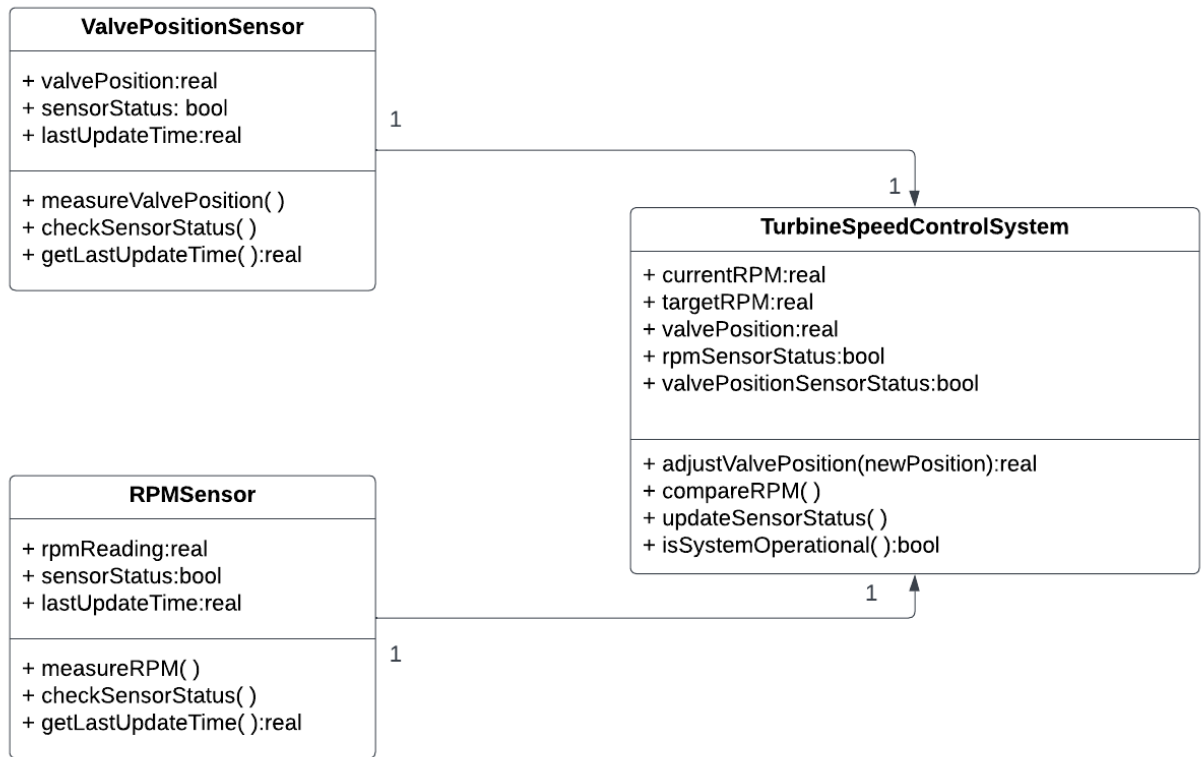 ValvePositionSensor
+ valvePosition:real
+ sensorStatus: bool
+ lastUpdateTime:real
+ measureValvePosition( )
+ checkSensorStatus( )
+ getLastUpdateTime( ):real
1
1
TurbineSpeedControlSystem
+ currentRPM:real
+ targetRPM:real
+ valvePosition:real
+ rpmSensorStatus:bool
+ valvePositionSensorStatus:bool
+ adjustValvePosition(newPosition):real
+ compareRPM( )
+ updateSensorStatus( )
+ isSystemOperational( ):bool
RPMSensor
+ rpmReading:real
+ sensorStatus:bool
+ lastUpdateTime:real
+ measureRPM( )
+ checkSensorStatus( )
+ getLastUpdateTime( ):real
1
1